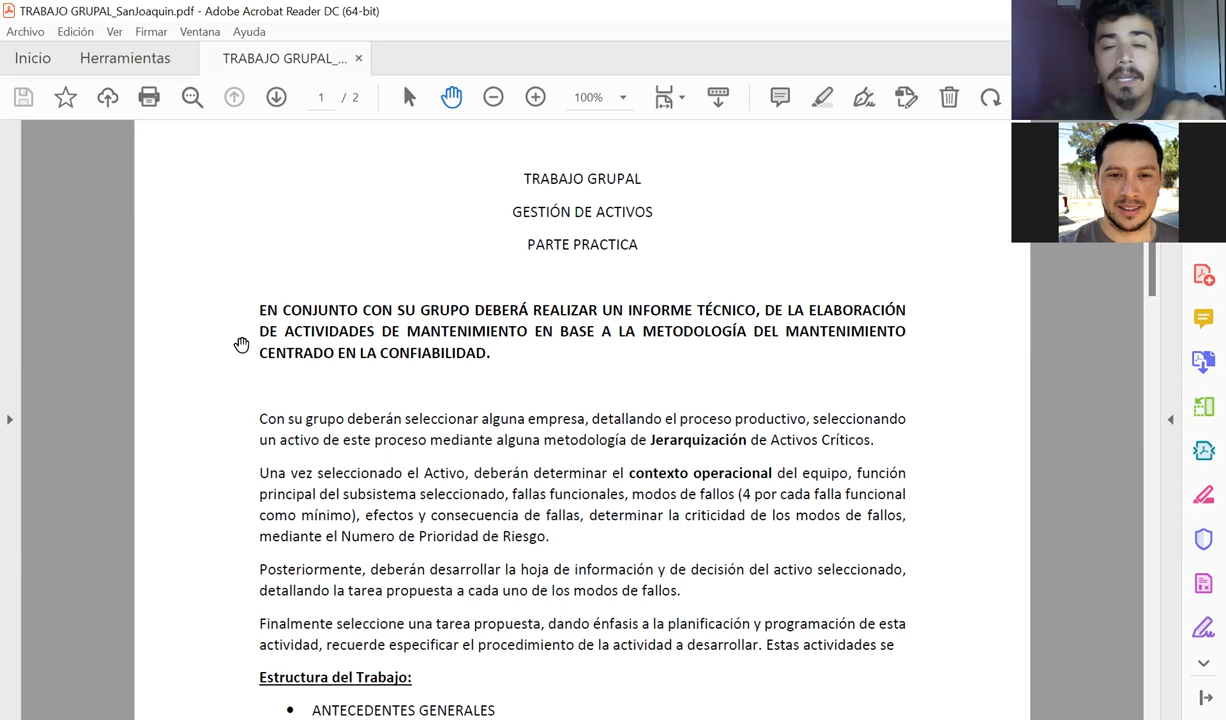 TRABAJO GRUPAL_SanJoaquin.pdf - Adobe Acrobat Reader DC (64-bit)
Archivo Edición Ver Firmar Ventana Ayuda
Inicio Herramientas TRABAJO GRUPAL_... ×
1 / 2 100%
TRABAJO GRUPAL
GESTIÓN DE ACTIVOS
PARTE PRACTICA
EN CONJUNTO CON SU GRUPO DEBERÁ REALIZAR UN INFORME TÉCNICO, DE LA ELABORACIÓN
DE ACTIVIDADES DE MANTENIMIENTO EN BASE A LA METODOLOGÍA DEL MANTENIMIENTO
CENTRADO EN LA CONFIABILIDAD.
Con su grupo deberán seleccionar alguna empresa, detallando el proceso productivo, seleccionando
un activo de este proceso mediante alguna metodología de Jerarquización de Activos Críticos.
Una vez seleccionado el Activo, deberán determinar el contexto operacional del equipo, función
principal del subsistema seleccionado, fallas funcionales, modos de fallos (4 por cada falla funcional
como mínimo), efectos y consecuencia de fallas, determinar la criticidad de los modos de fallos,
mediante el Numero de Prioridad de Riesgo.
Posteriormente, deberán desarrollar la hoja de información y de decisión del activo seleccionado,
detallando la tarea propuesta a cada uno de los modos de fallos.
Finalmente seleccione una tarea propuesta, dando énfasis a la planificación y programación de esta
actividad, recuerde especificar el procedimiento de la actividad a desarrollar. Estas actividades se
Estructura del Trabajo:
• ANTECEDENTES GENERALES